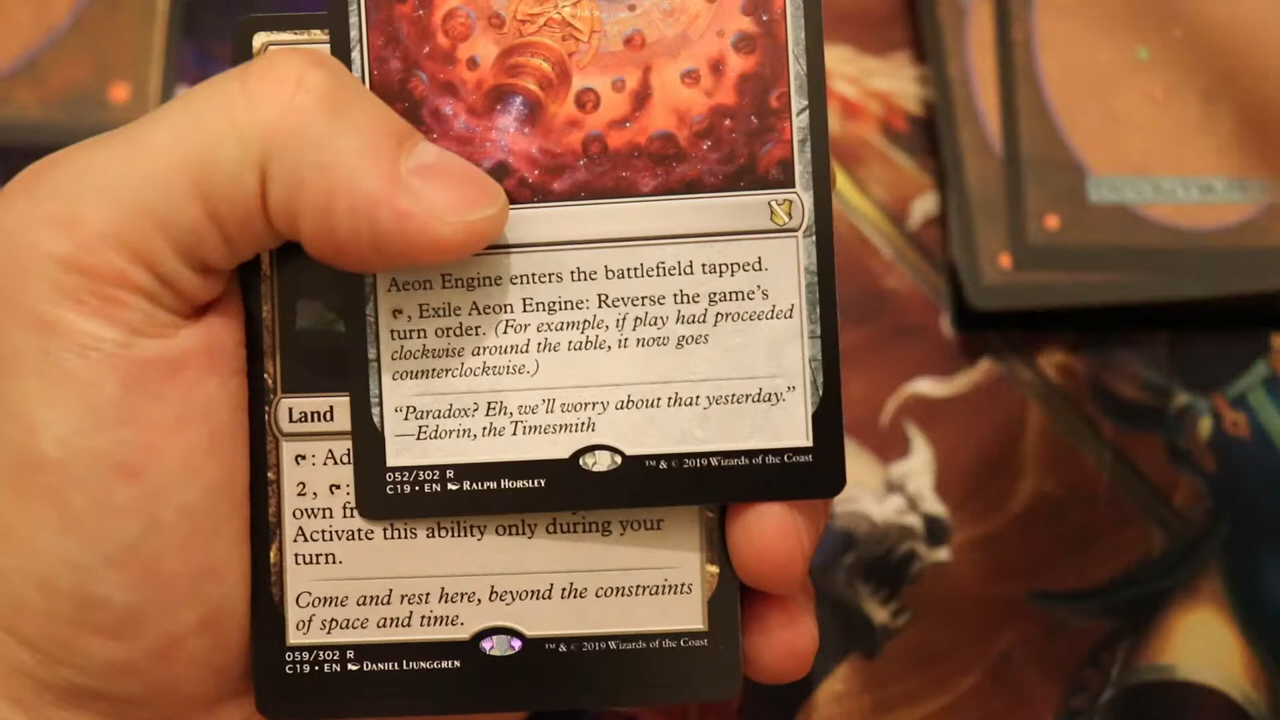 Aeon Engine enters the battlefield tapped.
, Exile Aeon Engine: Reverse the game's
turn order. (For example, if play had proceeded
clockwise around the table, it now goes
counterclockwise.)
“Paradox? Eh, we'll worry about that yesterday.”
—Edorin, the Timesmith
052/302 R
C19 • EN RALPH HORSLEY
™ & © 2019 Wizards of the Coast
Land
: Ad
2, :
own fr
Activate this ability only during your
turn.
Come and rest here, beyond the constraints
of space and time.
059/302 R
C19 • EN DANIEL LJUNGGREN
™ & © 2019 Wizards of the Coast